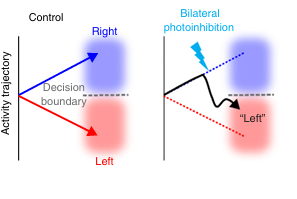 Control
Right
Activity trajectory
Decision
boundary
Left
Bilateral
photoinhibition
“Left”